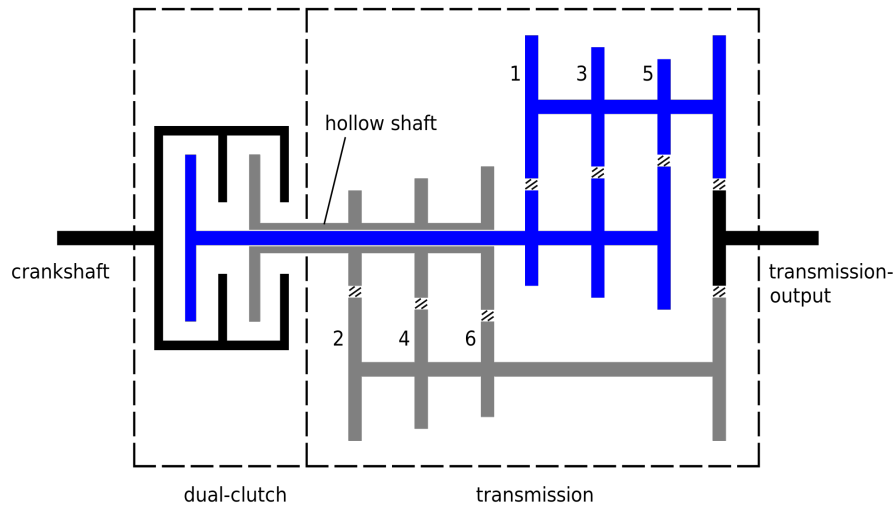 1
3
5
hollow shaft
crankshaft
transmission-
output
2
4
6
dual-clutch
transmission